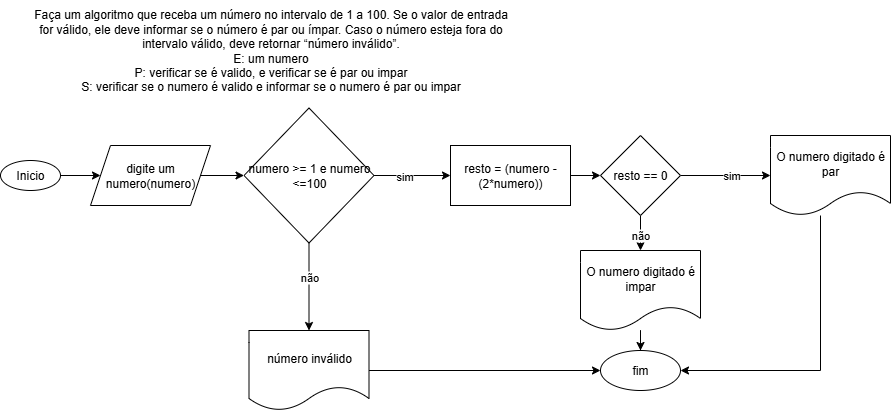 Faça um algoritmo que receba um número no intervalo de 1 a 100. Se o valor de entrada
for válido, ele deve informar se o número é par ou ímpar. Caso o número esteja fora do
intervalo válido, deve retornar “número inválido”.
E: um numero
P: verificar se é valido, e verificar se é par ou impar
S: verificar se o numero é valido e informar se o numero é par ou impar
Inicio
digite um
numero(numero)
numero >= 1 e numero
<=100
sim
resto = (numero -
(2*numero))
resto == 0
sim
O numero digitado é
par
não
O numero digitado é
impar
não
número inválido
fim